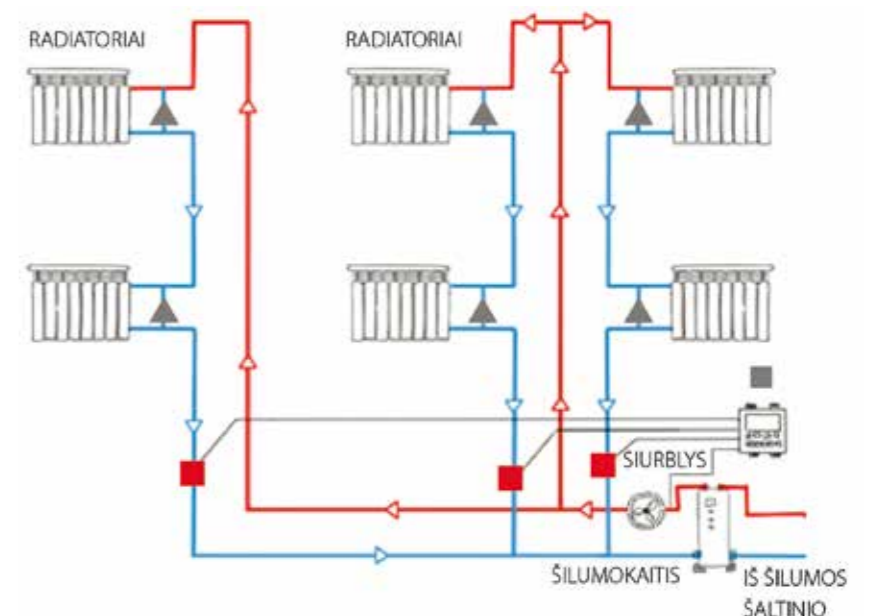 RADIATORIAI
RADIATORIAI
SIURBLYS
ŠILUMOKAITIS
IŠ ŠILUMOS
ŠALTINIO